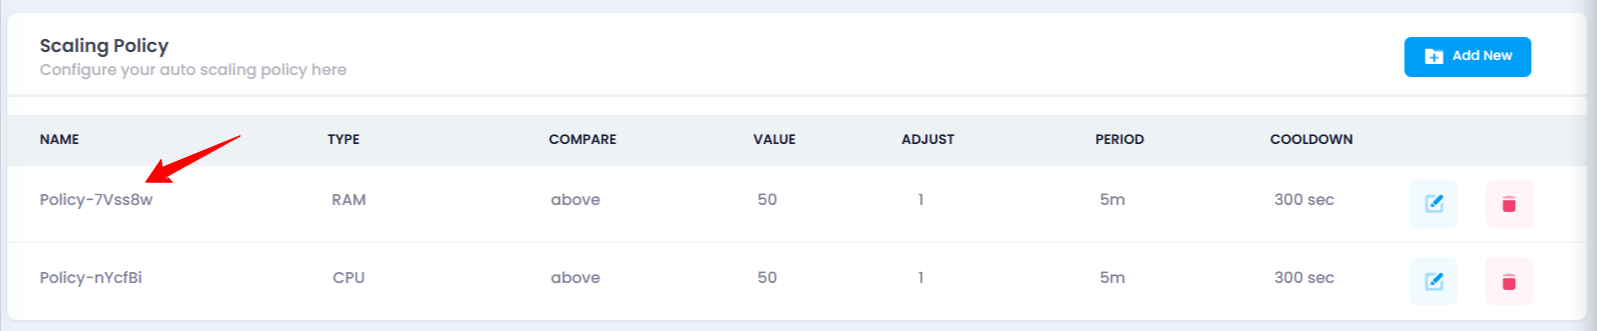 Scaling Policy
Configure your auto scaling policy here
Add New
NAME TYPE COMPARE VALUE ADJUST PERIOD COOLDOWN
Policy-7Vss8w RAM above 50 1 5m 300 sec
Policy-nYcfBi CPU above 50 1 5m 300 sec